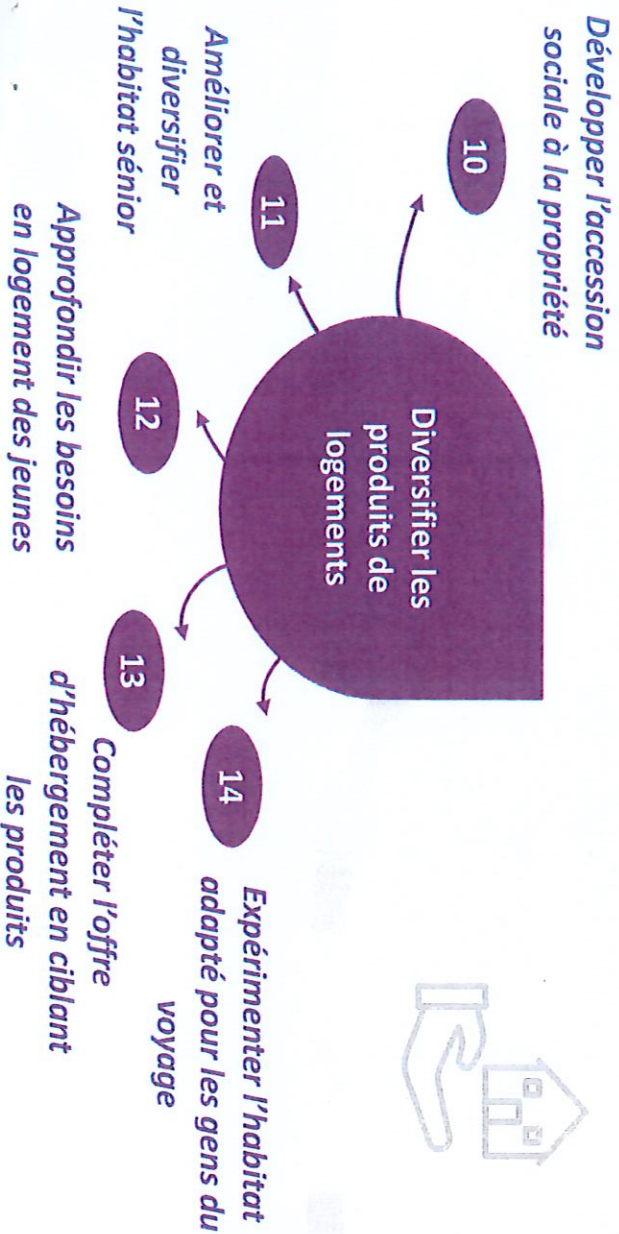 Développer l'accession
sociale à la propriété
10
Améliorer et
diversifier
l'habitat sénior
11
Diversifier les
produits de
logements
12
Approfondir les besoins
en logement des jeunes
13
Compléter l'offre
d'hébergement en ciblant
les produits
14
Expérimenter l'habitat
adapté pour les gens du
voyage